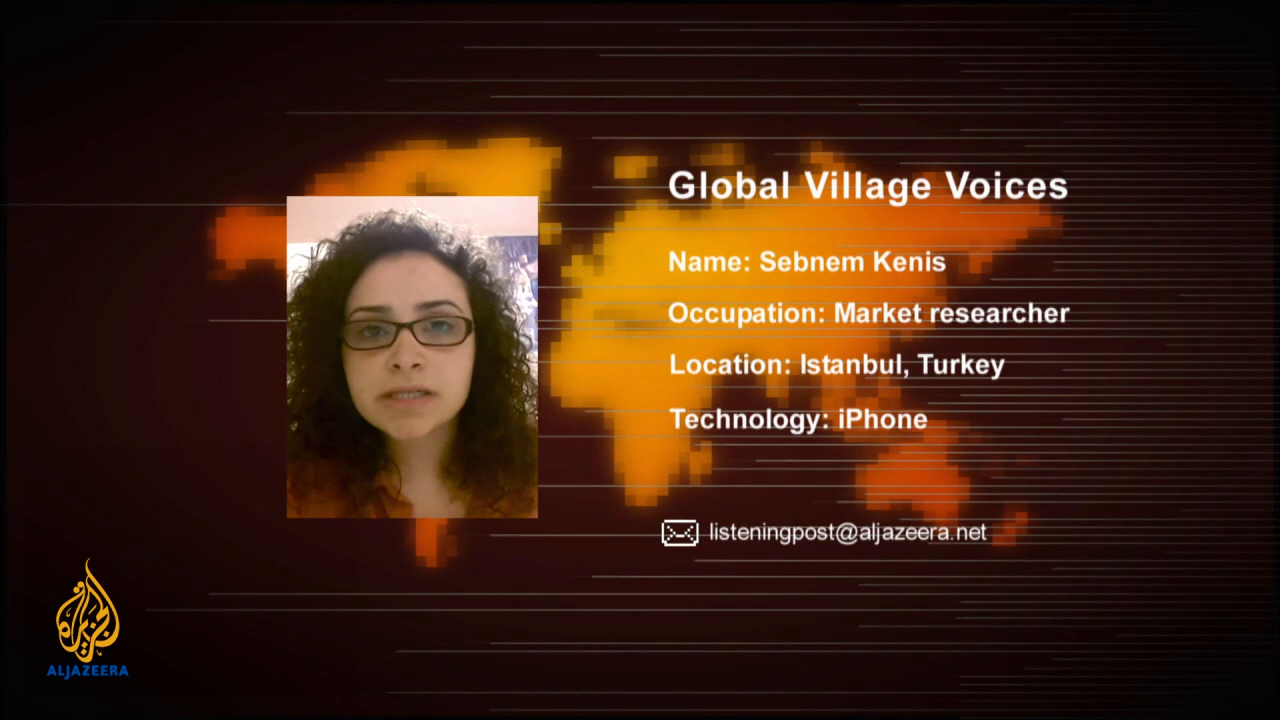 Global Village Voices
Name: Sebnem Kenis
Occupation: Market researcher
Location: Istanbul, Turkey
Technology: iPhone
listeningpost@aljazeera.net
الجزيرة
ALJAZEERA